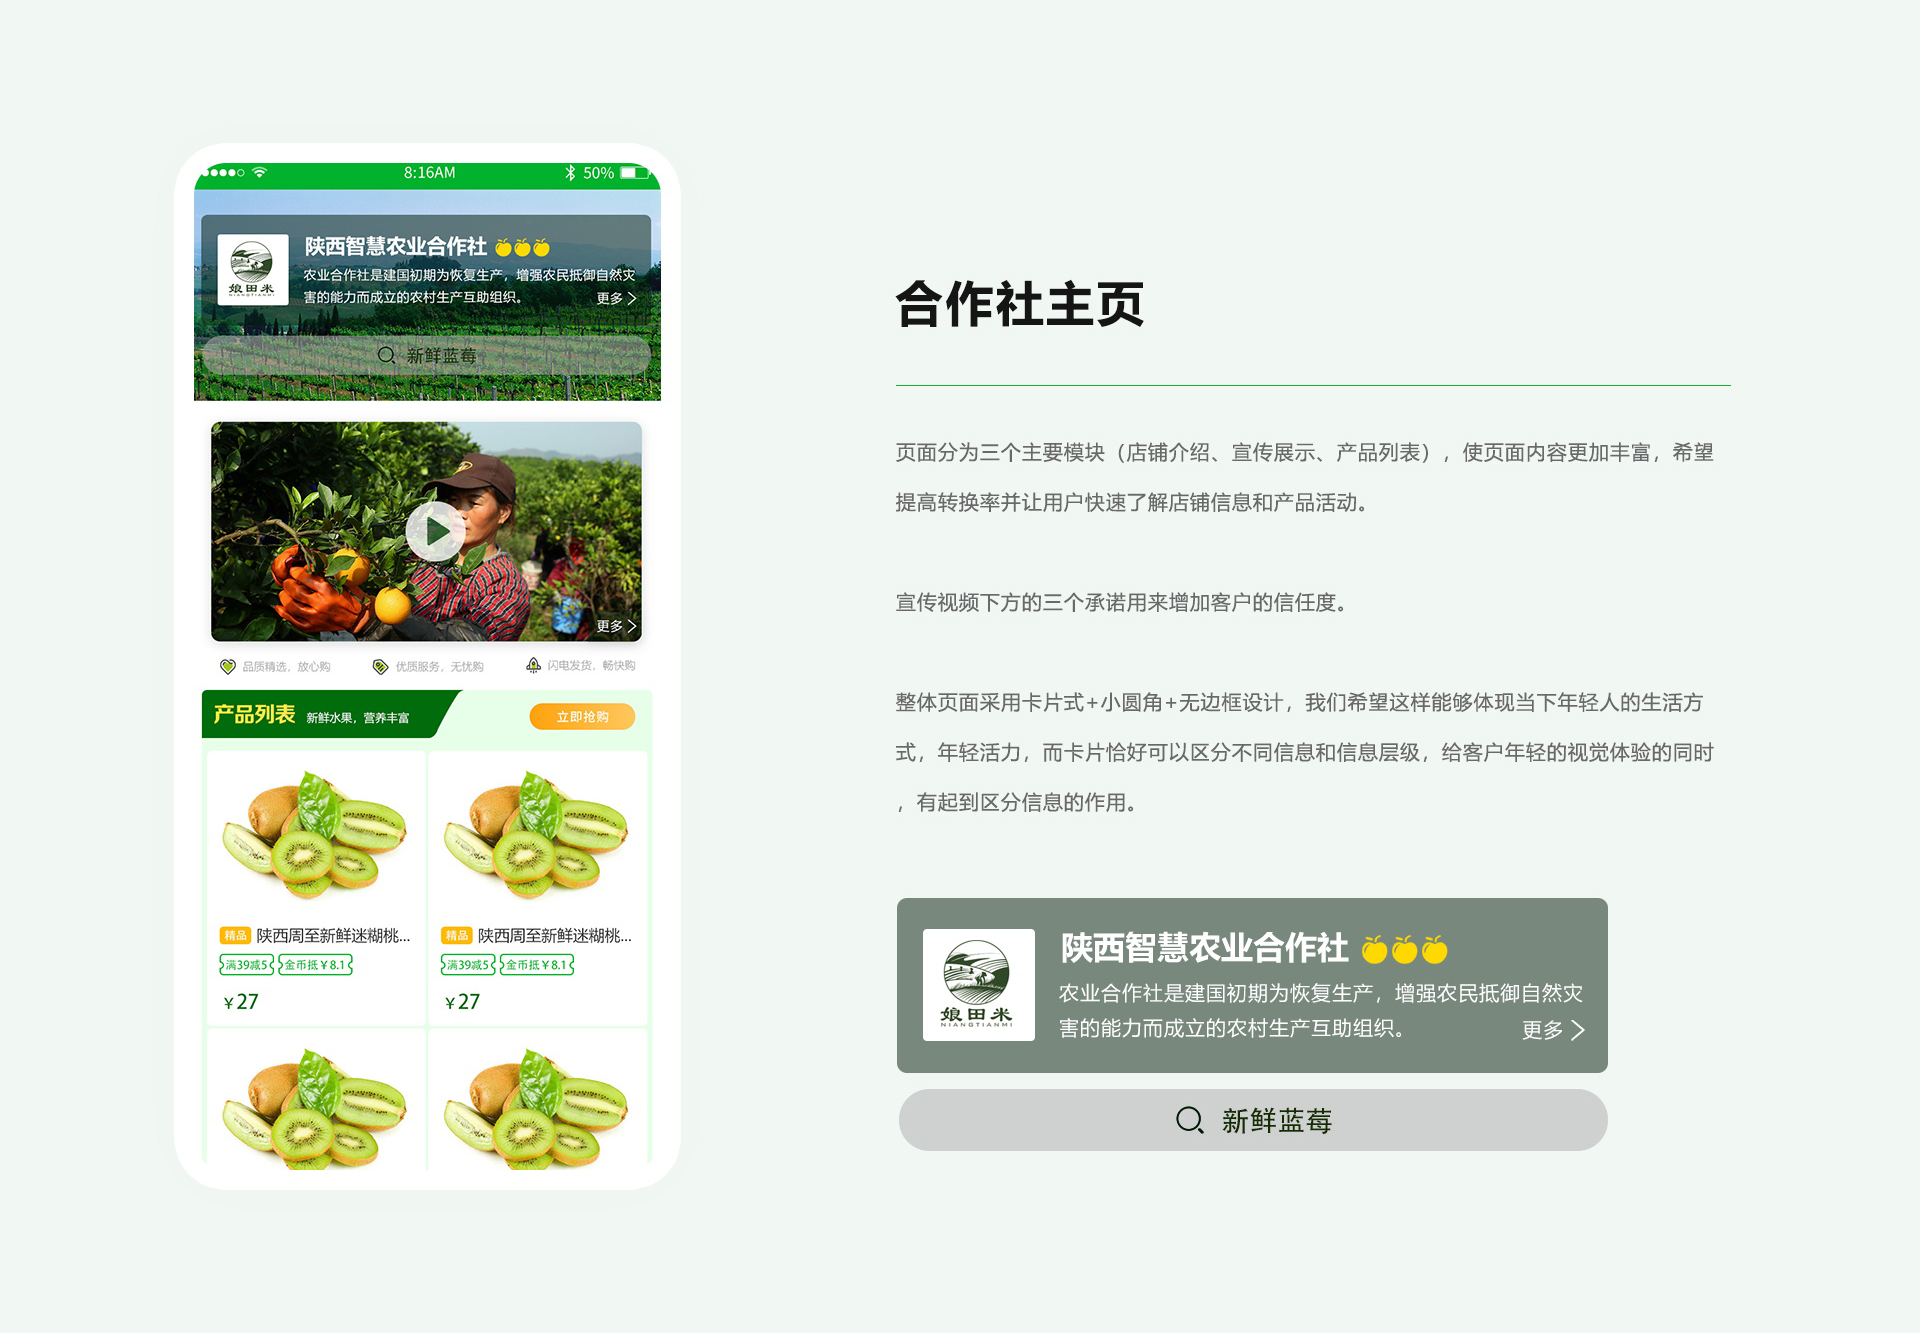 8:16AM
50%
陕西智慧农业合作社
农业合作社是建国初期为恢复生产，增强农民抵御自然灾
害的能力而成立的农村生产互助组织。
更多
娘田米
NIANGTIANMI
新鲜蓝莓
更多
品质精选，放心购
优质服务，无忧购
闪电发货，畅快购
产品列表
新鲜水果，营养丰富
立即抢购
精品 陕西周至新鲜迷糊桃...
满39减5 金币抵￥8.1
￥27
精品 陕西周至新鲜迷糊桃...
满39减5 金币抵￥8.1
￥27
合作社主页
页面分为三个主要模块（店铺介绍、宣传展示、产品列表），使页面内容更加丰富，希望
提高转换率并让用户快速了解店铺信息和产品活动。
宣传视频下方的三个承诺用来增加客户的信任度。
整体页面采用卡片式+小圆角+无边框设计，我们希望这样能够体现当下年轻人的生活方
式，年轻活力，而卡片恰好可以区分不同信息和信息层级，给客户年轻的视觉体验的同时
，有起到区分信息的作用。
陕西智慧农业合作社
农业合作社是建国初期为恢复生产，增强农民抵御自然灾
害的能力而成立的农村生产互助组织。
更多
娘田米
NIANGTIANMI
新鲜蓝莓